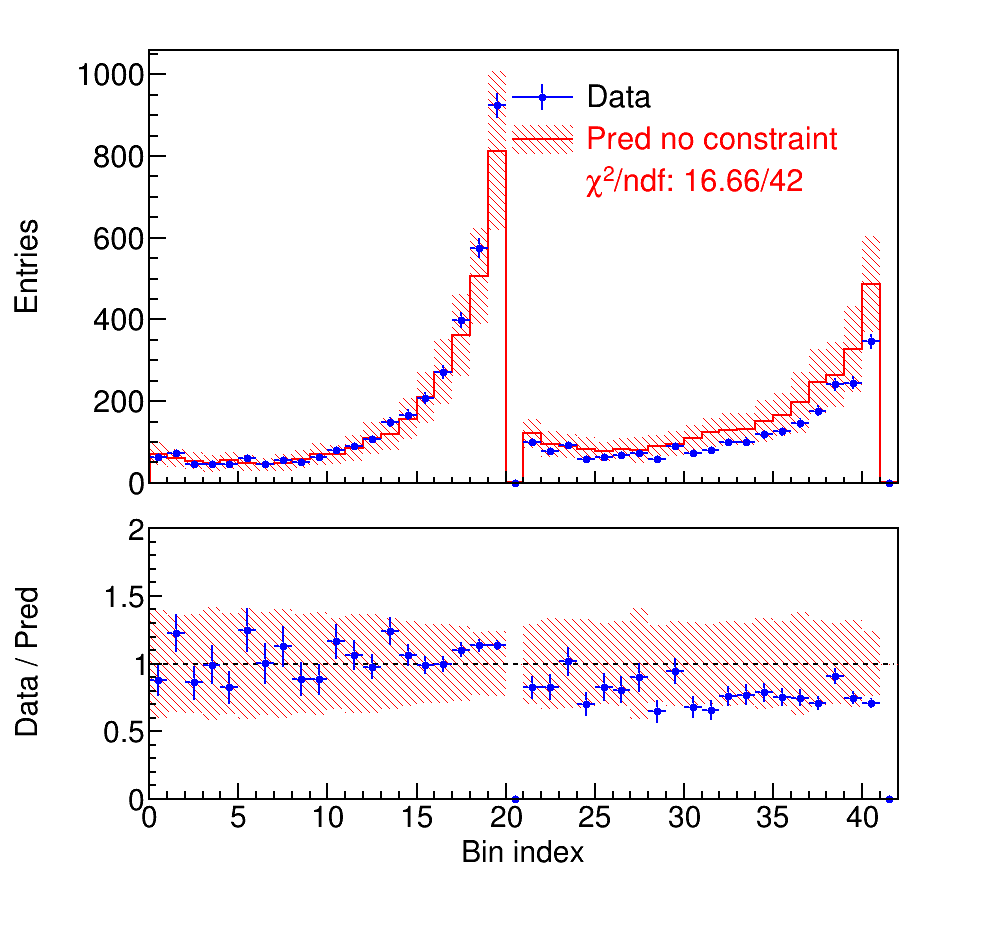 1000
800
600
400
200
0
Entries
Data
Pred no constraint
χ²/ndf: 16.66/42
2
1.5
1
0.5
0
Data / Pred
0 5 10 15 20 25 30 35 40
Bin index